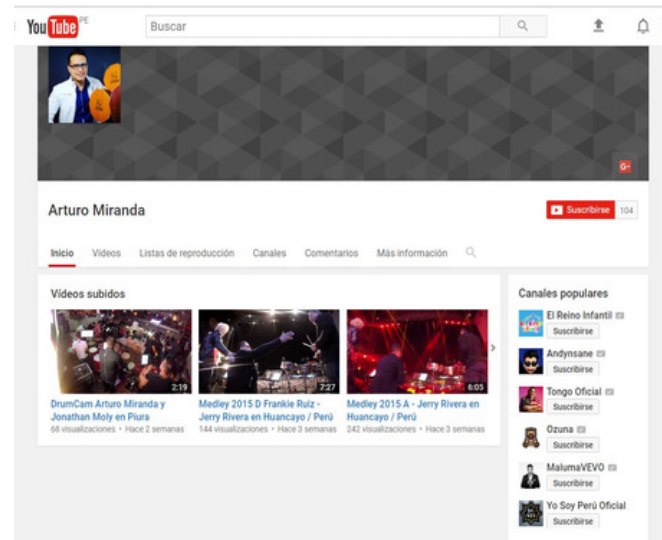 YouTube PE
Buscar
G+
Arturo Miranda
Suscribirse 104
Inicio Vídeos Listas de reproducción Canales Comentarios Más información
Vídeos subidos
2:19
7:27
6:05
DrumCam Arturo Miranda y
Jonathan Moly en Piura
68 visualizaciones • Hace 2 semanas
Medley 2015 D Frankie Ruiz -
Jerry Rivera en Huancayo / Perú
144 visualizaciones • Hace 3 semanas
Medley 2015 A - Jerry Rivera en
Huancayo / Perú
242 visualizaciones • Hace 3 semanas
Canales populares
El Reino Infantil
Suscribirse
Andynsane
Suscribirse
Tongo Oficial
Suscribirse
Ozuna
Suscribirse
MalumaVEVO
Suscribirse
Yo Soy Perú Oficial
Suscribirse